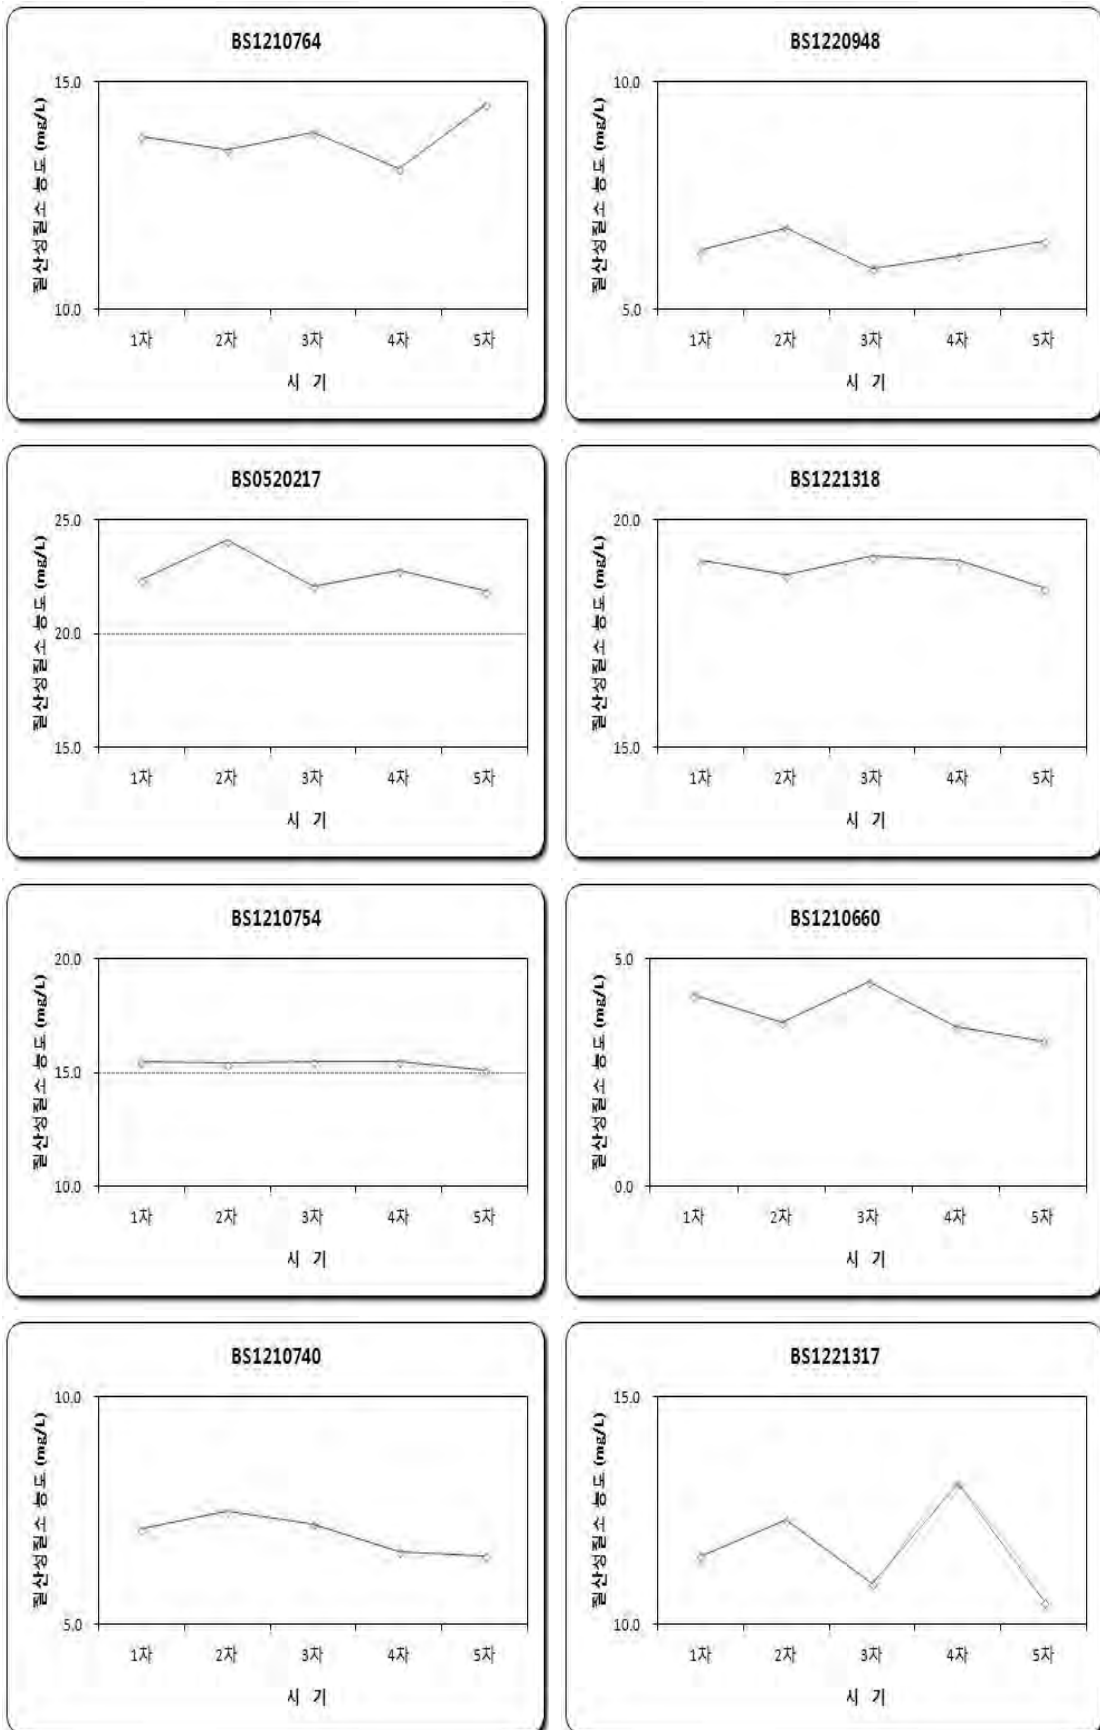 BS1210764
질산성질소 농도 (mg/L)
15.0
10.0
1차 2차 3차 4차 5차
시 기
BS1220948
질산성질소 농도 (mg/L)
10.0
5.0
1차 2차 3차 4차 5차
시 기
BS0520217
질산성질소 농도 (mg/L)
25.0
20.0
15.0
1차 2차 3차 4차 5차
시 기
BS1221318
질산성질소 농도 (mg/L)
20.0
15.0
1차 2차 3차 4차 5차
시 기
BS1210754
질산성질소 농도 (mg/L)
20.0
15.0
10.0
1차 2차 3차 4차 5차
시 기
BS1210660
질산성질소 농도 (mg/L)
5.0
0.0
1차 2차 3차 4차 5차
시 기
BS1210740
질산성질소 농도 (mg/L)
10.0
5.0
1차 2차 3차 4차 5차
시 기
BS1221317
질산성질소 농도 (mg/L)
15.0
10.0
1차 2차 3차 4차 5차
시 기